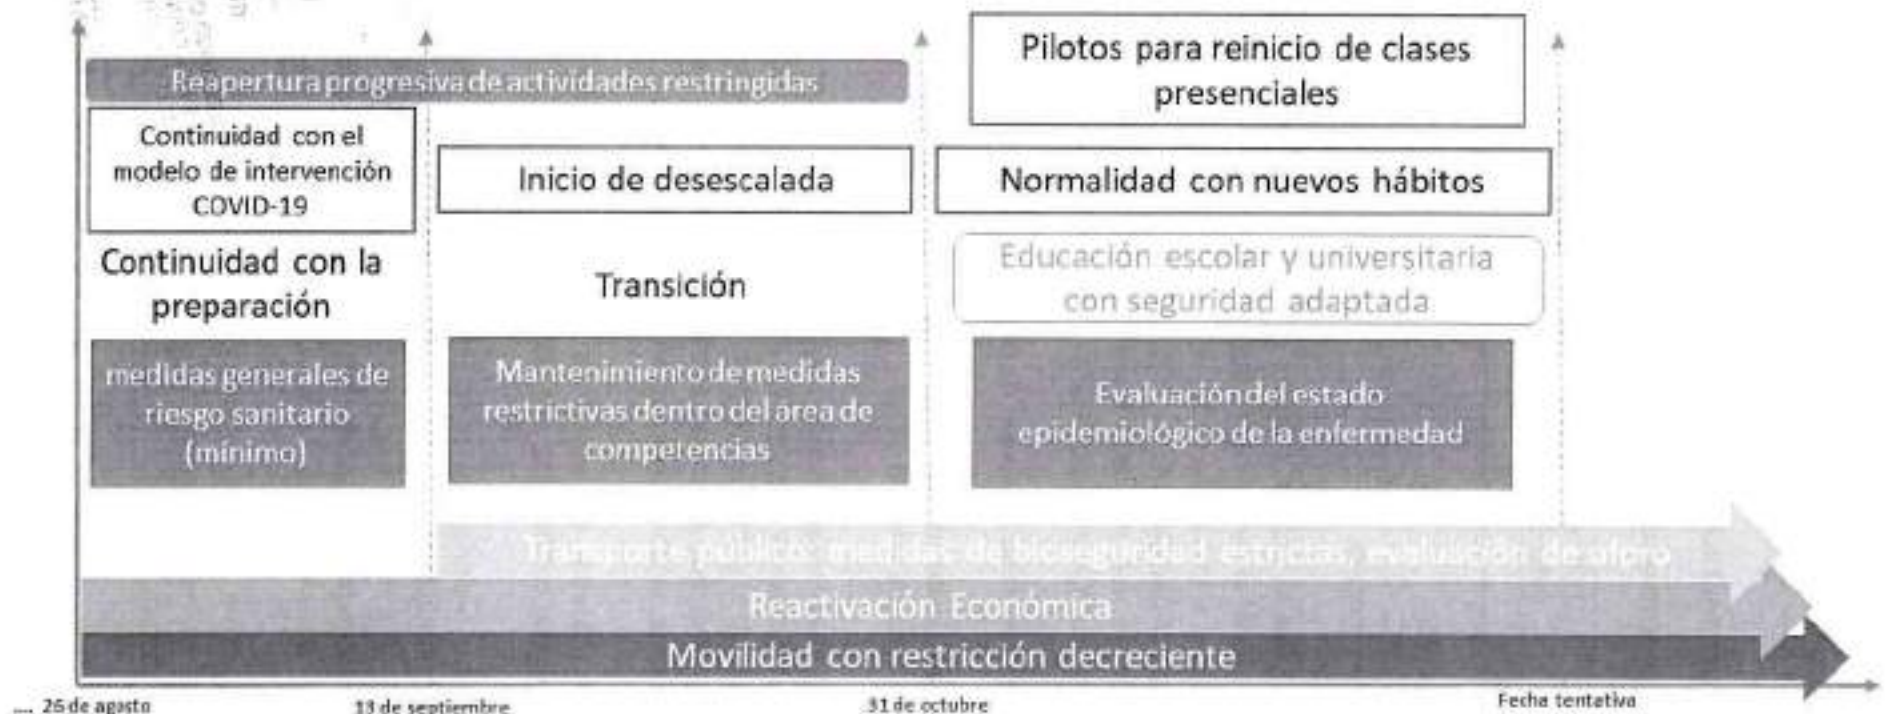 Reapertura progresiva de actividades restringidas
Pilotos para reinicio de clases
presenciales
Continuidad con el
modelo de intervención
COVID-19
Inicio de desescalada
Normalidad con nuevos hábitos
Continuidad con la
preparación
Transición
Educación escolar y universitaria
con seguridad adaptada
medidas generales de
riesgo sanitario
(mínimo)
Mantenimiento de medidas
restrictivas dentro del área de
competencias
Evaluación del estado
epidemiológico de la enfermedad
Transporte público: medidas de bioseguridad estrictas, evaluación de aforo
Reactivación Económica
Movilidad con restricción decreciente
.... 26 de agosto
13 de septiembre
31 de octubre
Fecha tentativa